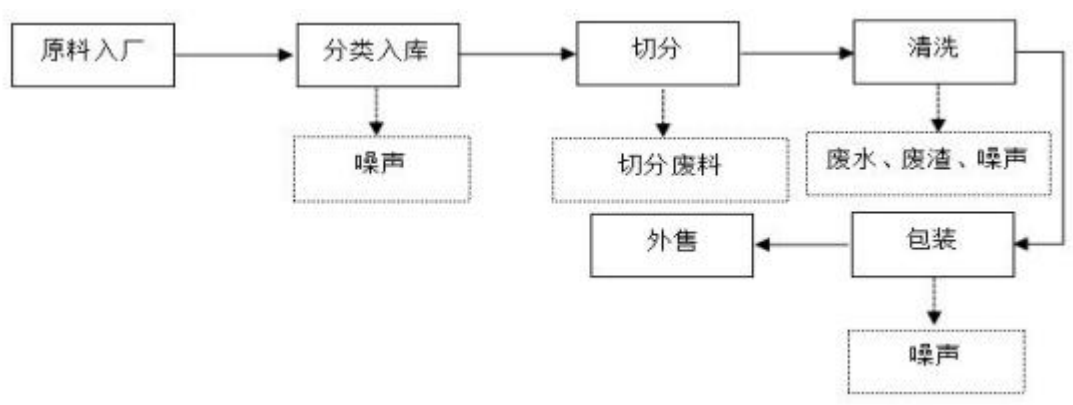 原料入厂
分类入库
切分
清洗
噪声
切分废料
废水、废渣、噪声
外售
包装
噪声